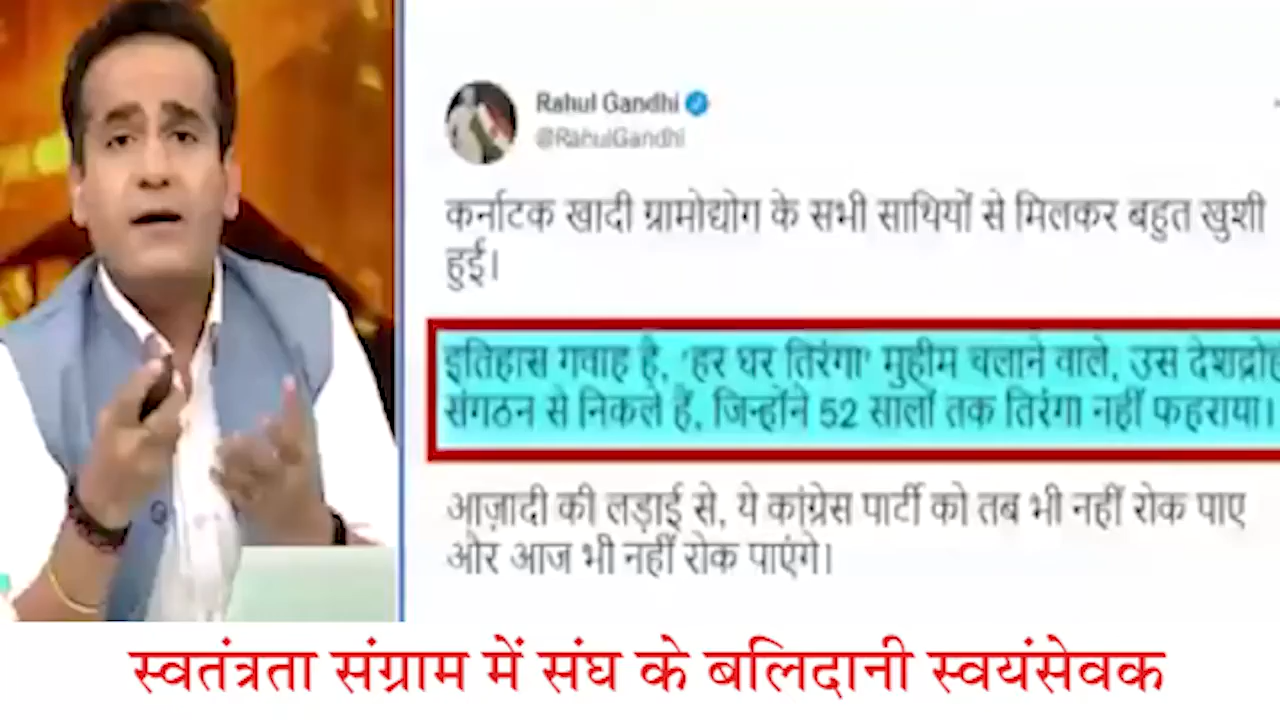 Rahul Gandhi
@RahulGandhi
कर्नाटक खादी ग्रामोद्योग के सभी साथियों से मिलकर बहुत खुशी
हुई।
इतिहास गवाह है, 'हर घर तिरंगा' मुहीम चलाने वाले, उस
संगठन से निकले हैं, जिन्होंने 52 सालों तक तिरंगा नहीं फहराया।
आज़ादी की लड़ाई से, ये कांग्रेस पार्टी को तब भी नहीं रोक पाए
और आज भी नहीं रोक पाएंगे।
स्वतंत्रता संग्राम में संघ के बलिदानी स्वयंसेवक